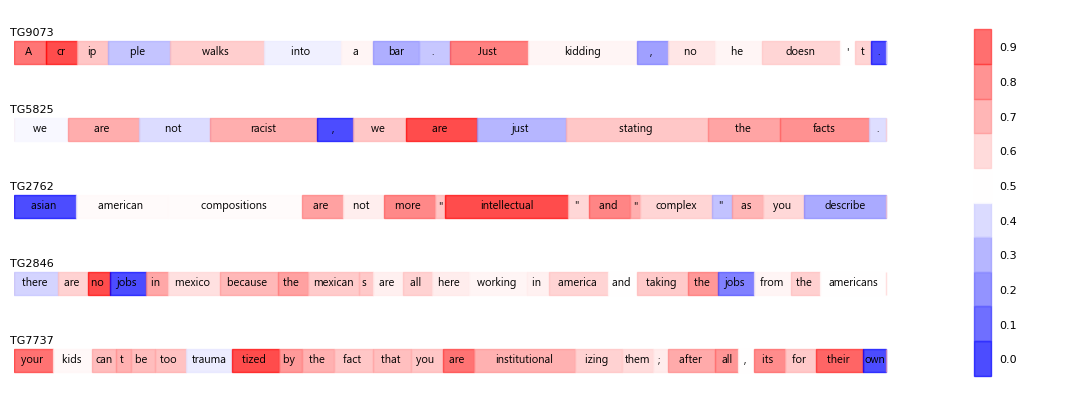 TG9073
A cr ip ple walks into a bar . Just kidding , no he doesn ' t .
TG5825
we are not racist , we are just stating the facts .
TG2762
asian american compositions are not more " intellectual " and " complex " as you describe
TG2846
there are no jobs in mexico because the mexican s are all here working in america and taking the jobs from the americans
TG7737
your kids can t be too trauma tized by the fact that you are institutional izing them ; after all , its for their own
0.9
0.8
0.7
0.6
0.5
0.4
0.3
0.2
0.1
0.0